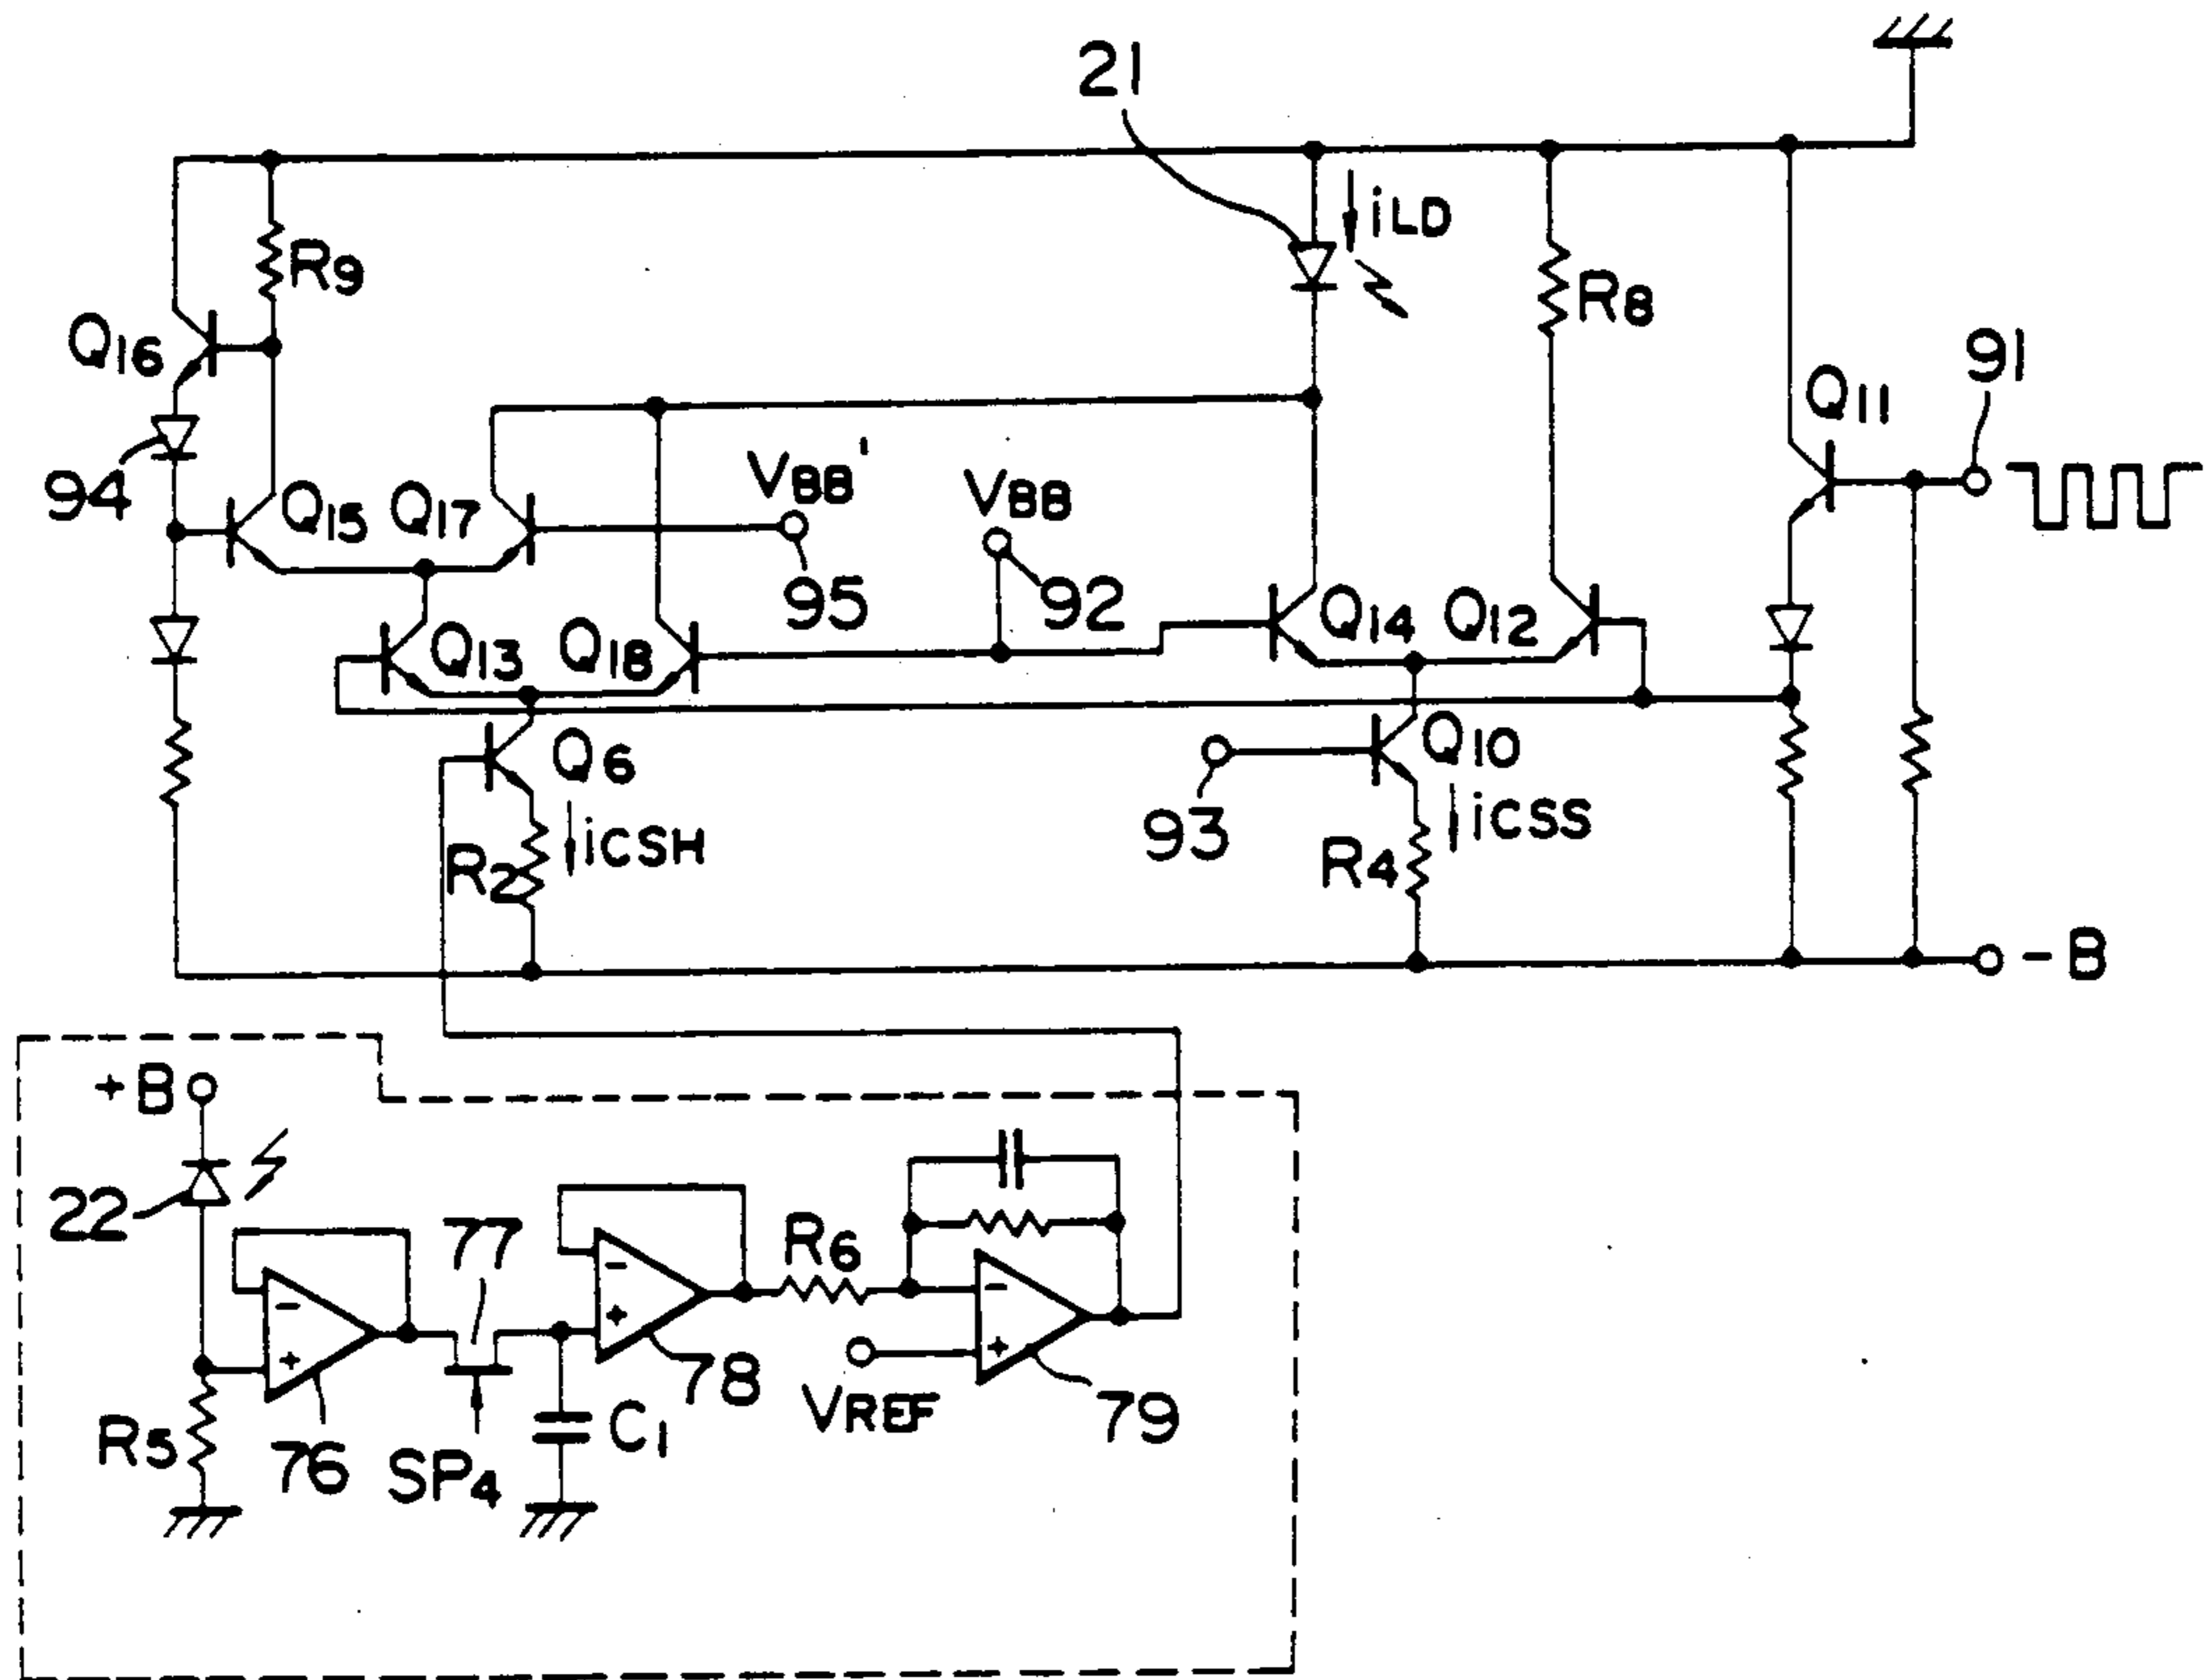 21
iLD
R9
R8
Q16
91
Q11
94
Q15
Q17
VBB'
VBB
95
92
Q14
Q12
Q13
Q18
Q6
Q10
93
iCSH
iCSS
R2
R4
-B
+B
22
77
R6
-
+
-
+
-
+
78
VREF
79
R5
76
SP4
C1